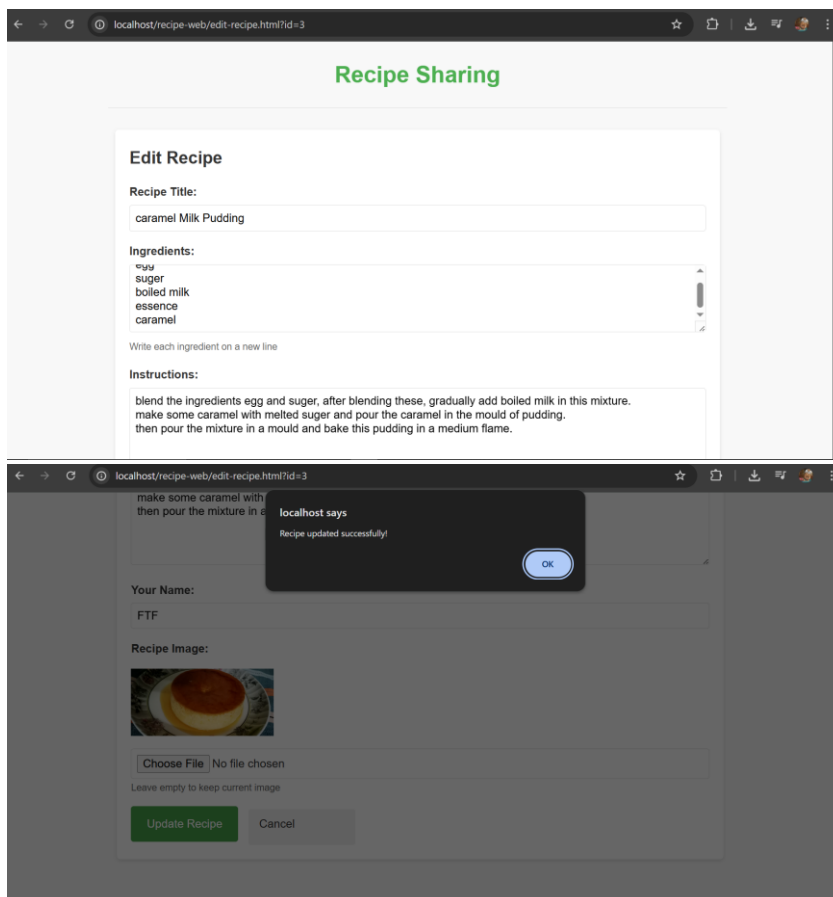 localhost/recipe-web/edit-recipe.html?id=3
Recipe Sharing
Edit Recipe
Recipe Title:
caramel Milk Pudding
Ingredients:
egg
suger
boiled milk
essence
caramel
Write each ingredient on a new line
Instructions:
blend the ingredients egg and suger, after blending these, gradually add boiled milk in this mixture.
make some caramel with melted suger and pour the caramel in the mould of pudding.
then pour the mixture in a mould and bake this pudding in a medium flame.
localhost/recipe-web/edit-recipe.html?id=3
make some caramel with
then pour the mixture in a
localhost says
Recipe updated successfully!
OK
Your Name:
FTF
Recipe Image:
Choose File No file chosen
Leave empty to keep current image
Update Recipe Cancel